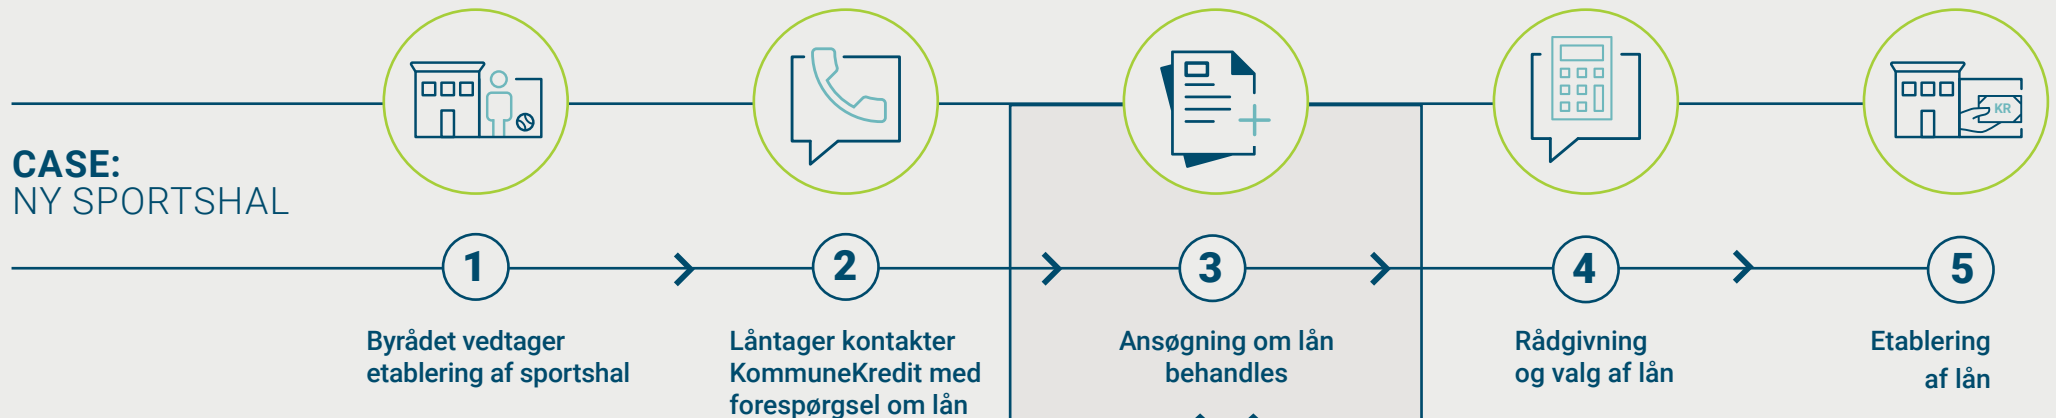 KR
CASE:
NY SPORTSHAL
1
2
3
4
5
Byrådet vedtager
etablering af sportshal
Låntager kontakter
KommuneKredit med
forespørgsel om lån
Ansøgning om lån
behandles
Rådgivning
og valg af lån
Etablering
af lån